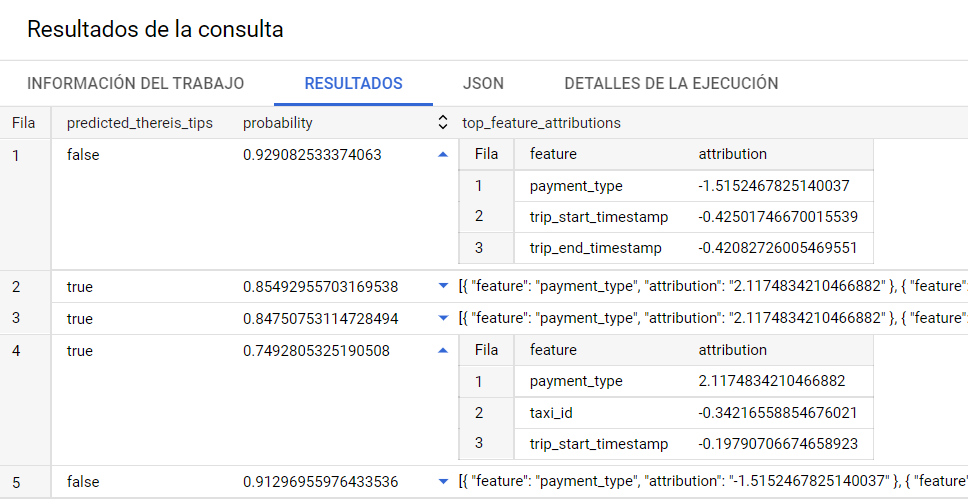 Resultados de la consulta
INFORMACIÓN DEL TRABAJO RESULTADOS JSON DETALLES DE LA EJECUCIÓN
Fila predicted_thereis_tips probability top_feature_attributions
1 false 0.929082533374063 Fila feature attribution
1 payment_type -1.5152467825140037
2 trip_start_timestamp -0.42501746670015539
3 trip_end_timestamp -0.42082726005469551
2 true 0.85492955703169538 [{ "feature": "payment_type", "attribution": "2.1174834210466882" }, { "feature":
3 true 0.84750753114728494 [{ "feature": "payment_type", "attribution": "2.1174834210466882" }, { "feature":
4 true 0.7492805325190508 Fila feature attribution
1 payment_type 2.1174834210466882
2 taxi_id -0.34216558854676021
3 trip_start_timestamp -0.19790706674658923
5 false 0.91296955976433536 [{ "feature": "payment_type", "attribution": "-1.5152467825140037" }, { "feature"